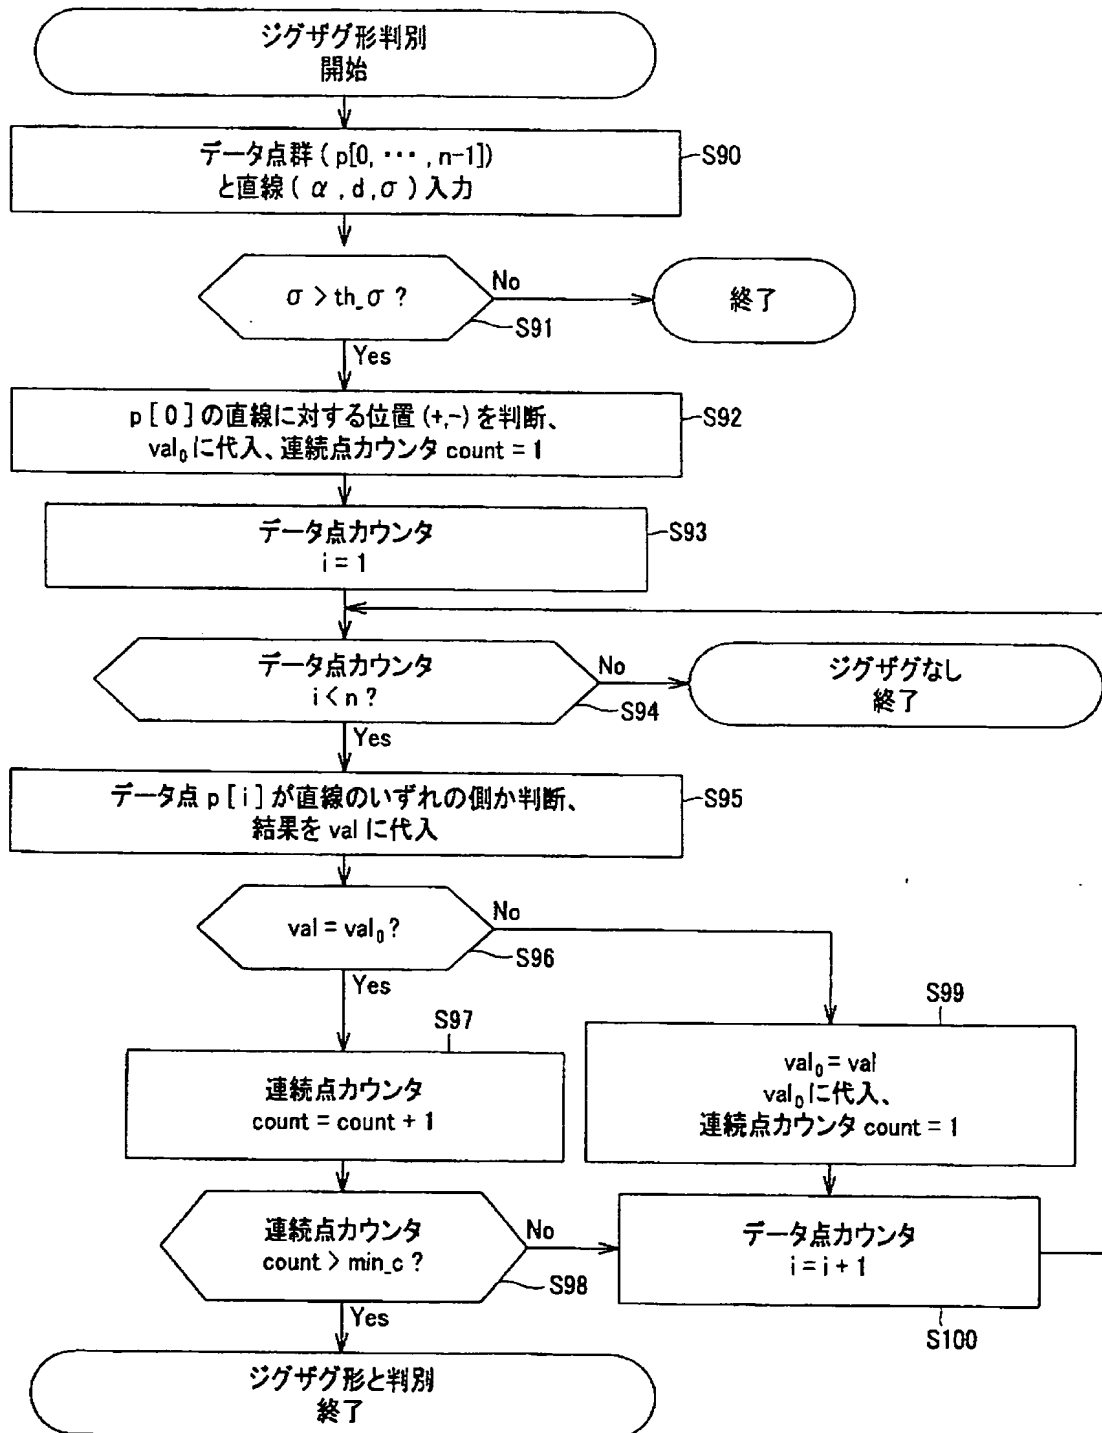 ジグザグ形判別
開始
データ点群 ( p[0, ･･･ , n-1])
と直線 ( α , d , σ ) 入力
S90
σ > th_σ ?
No
S91
終了
Yes
p [ 0 ] の直線に対する位置 (+,-) を判断、
val₀ に代入、連続点カウンタ count = 1
S92
データ点カウンタ
i = 1
S93
データ点カウンタ
i < n ?
No
S94
ジグザグなし
終了
Yes
データ点 p [ i ] が直線のいずれの側か判断、
結果を val に代入
S95
val = val₀ ?
No
S96
Yes
S97
連続点カウンタ
count = count + 1
S99
val₀ = val
val₀ に代入、
連続点カウンタ count = 1
連続点カウンタ
count > min_c ?
No
S98
データ点カウンタ
i = i + 1
S100
Yes
ジグザグ形と判別
終了